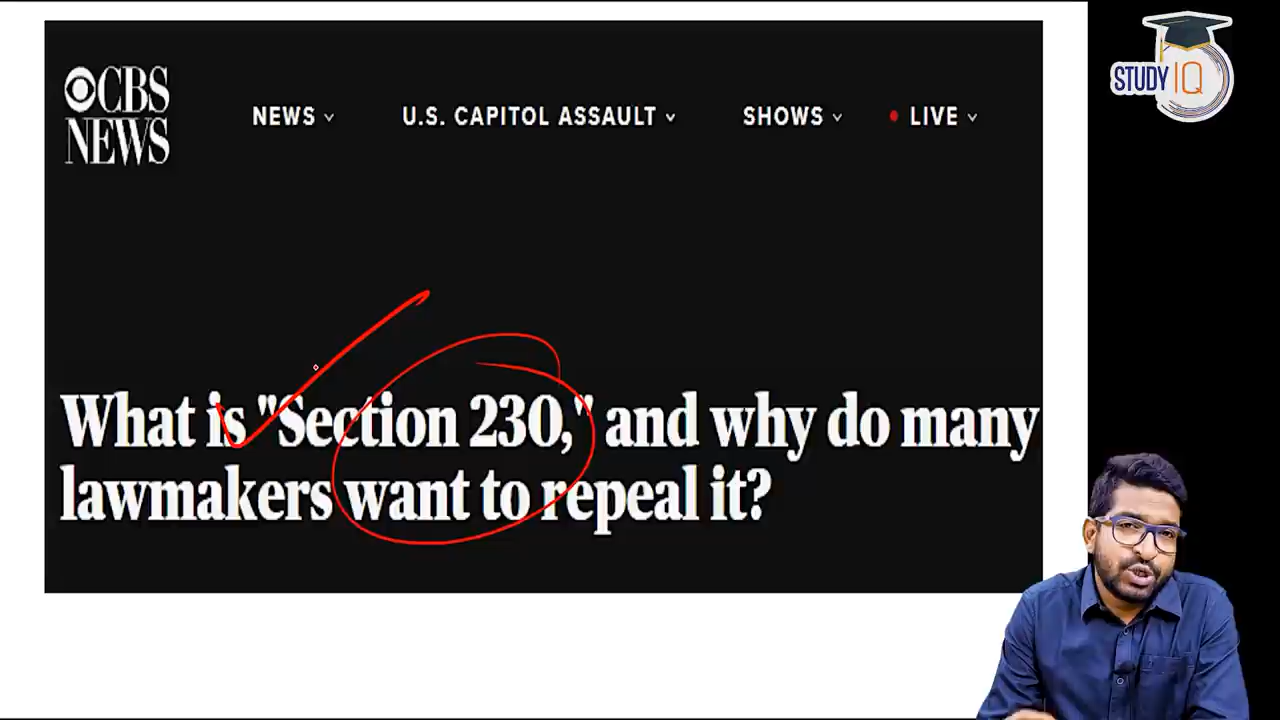 CBS
NEWS
NEWS
U.S. CAPITOL ASSAULT
SHOWS
LIVE
STUDY IQ
What is "Section 230," and why do many
lawmakers want to repeal it?